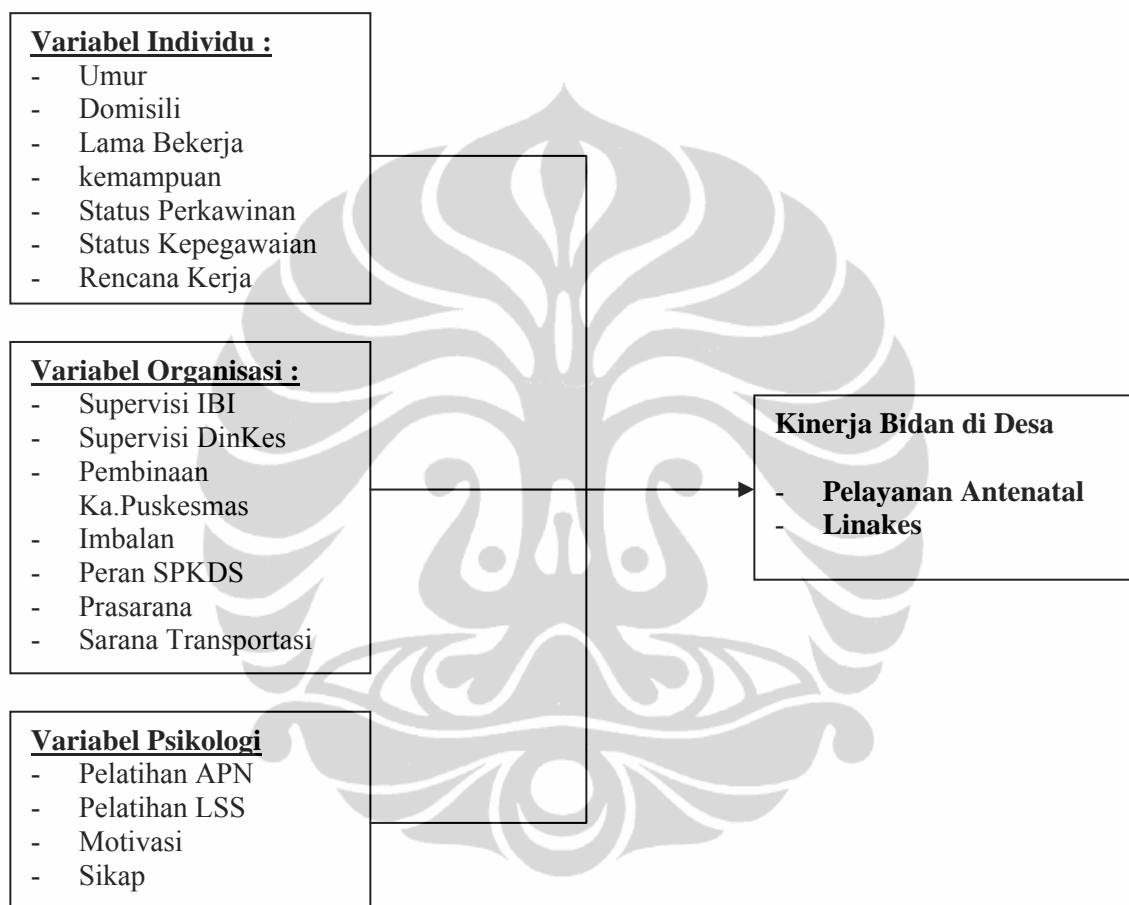 Variabel Individu :
- Umur
- Domisili
- Lama Bekerja
- kemampuan
- Status Perkawinan
- Status Kepegawaian
- Rencana Kerja
Variabel Organisasi :
- Supervisi IBI
- Supervisi DinKes
- Pembinaan
Ka.Puskesmas
- Imbalan
- Peran SPKDS
- Prasarana
- Sarana Transportasi
Variabel Psikologi
- Pelatihan APN
- Pelatihan LSS
- Motivasi
- Sikap
Kinerja Bidan di Desa
- Pelayanan Antenatal
- Linakes